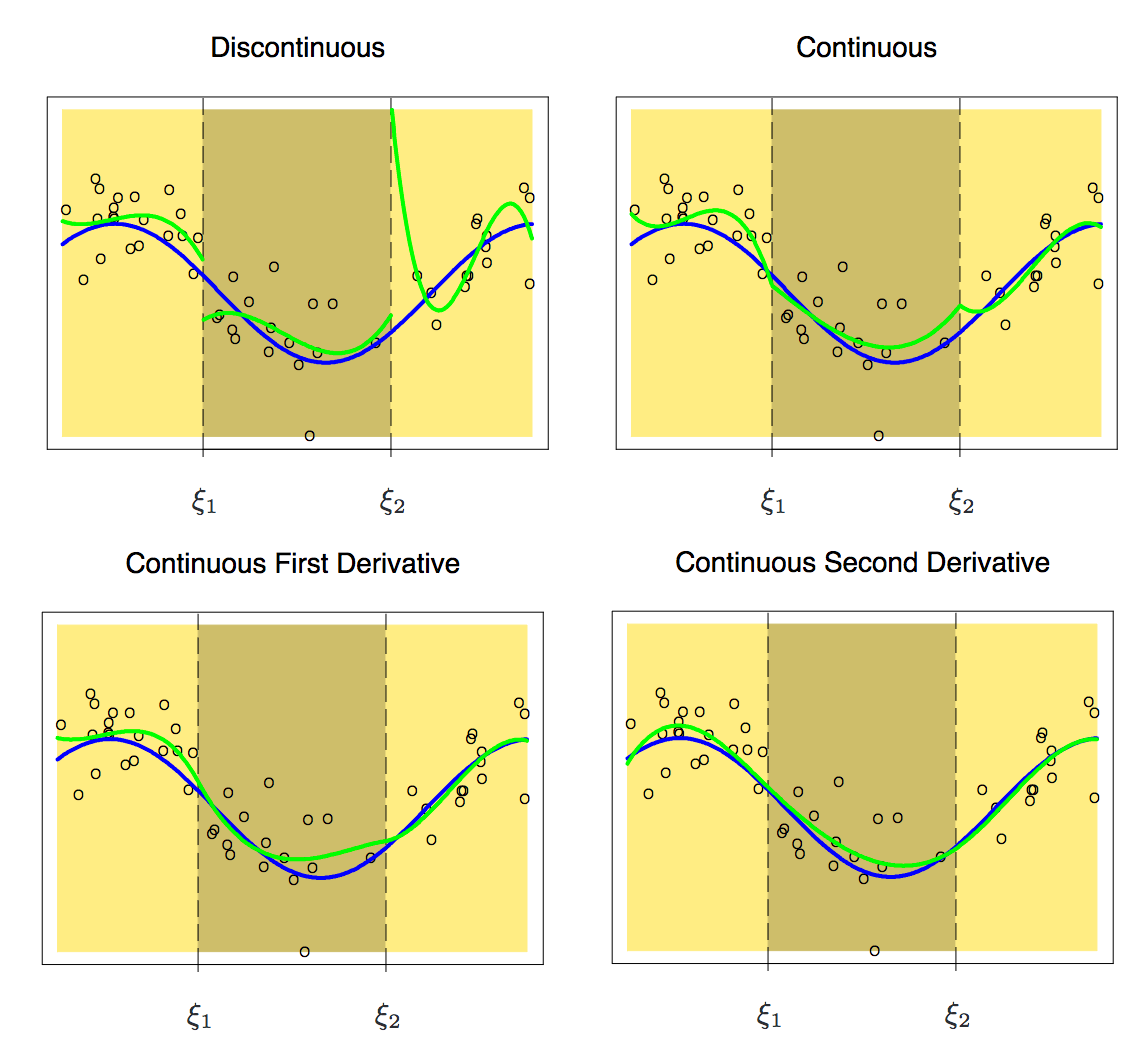 Discontinuous
Continuous
ξ1 ξ2
ξ1 ξ2
Continuous First Derivative
Continuous Second Derivative
ξ1 ξ2
ξ1 ξ2